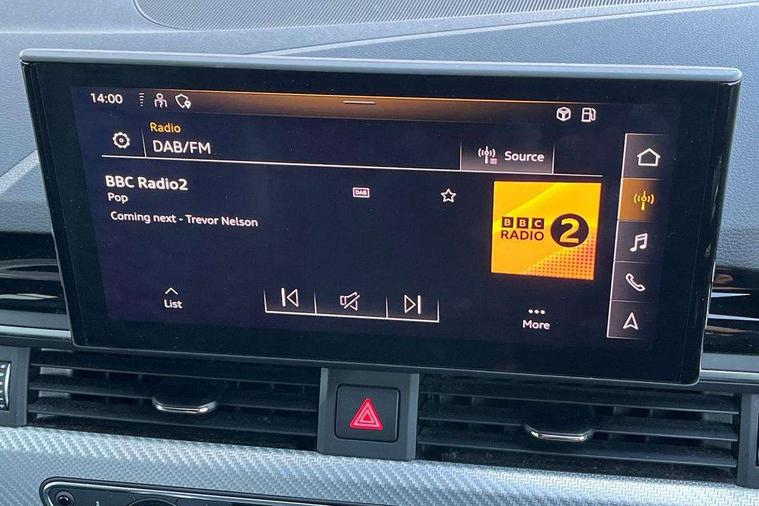 14:00
Radio
DAB/FM
Source
BBC Radio2
Pop
DAB
Coming next - Trevor Nelson
BBC
RADIO 2
List
More